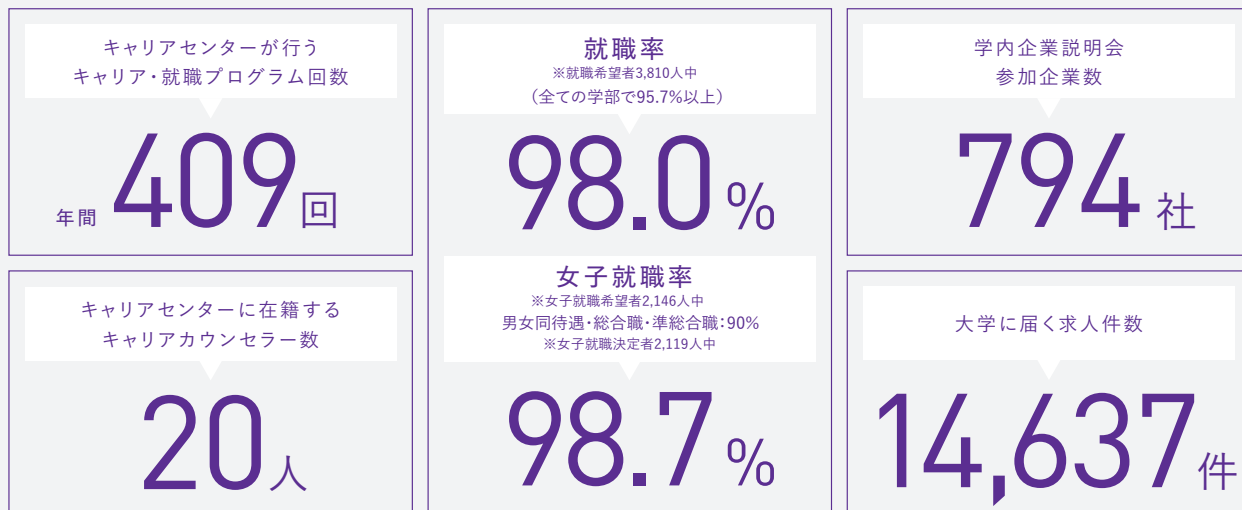 キャリアセンターが行う
キャリア・就職プログラム回数
年間 409回
キャリアセンターに在籍する
キャリアカウンセラー数
20人
就職率
※就職希望者3,810人中
（全ての学部で95.7%以上）
98.0%
女子就職率
※女子就職希望者2,146人中
男女同待遇・総合職・準総合職：90%
※女子就職決定者2,119人中
98.7%
学内企業説明会
参加企業数
794社
大学に届く求人件数
14,637件